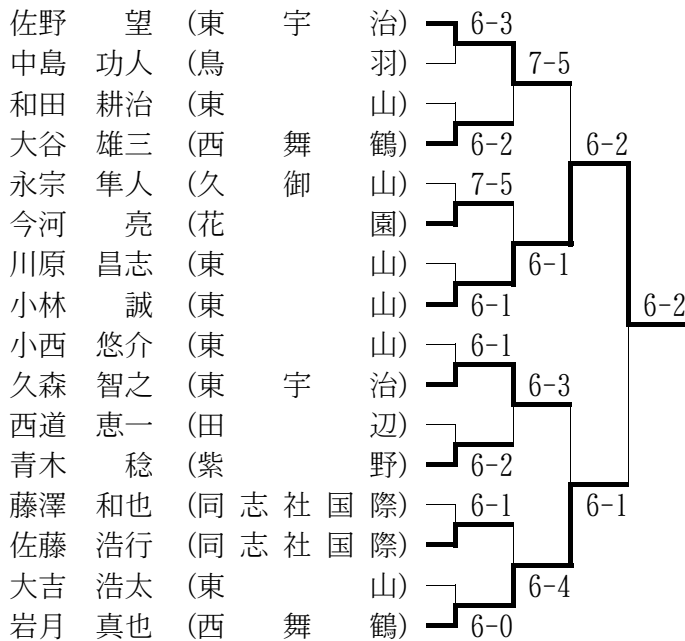 佐野 望 (東宇治) 6-3
中島 功人 (鳥羽) 7-5
和田 耕治 (東山)
大谷 雄三 (西舞鶴) 6-2 6-2
永宗 隼人 (久御山) 7-5
今河 亮 (花園)
川原 昌志 (東山) 6-1
小林 誠 (東山) 6-1 6-2
小西 悠介 (東山) 6-1
久森 智之 (東宇治) 6-3
西道 恵一 (田辺)
青木 稔 (紫野) 6-2
藤澤 和也 (同志社国際) 6-1 6-1
佐藤 浩行 (同志社国際)
大吉 浩太 (東山) 6-4
岩月 真也 (西舞鶴) 6-0